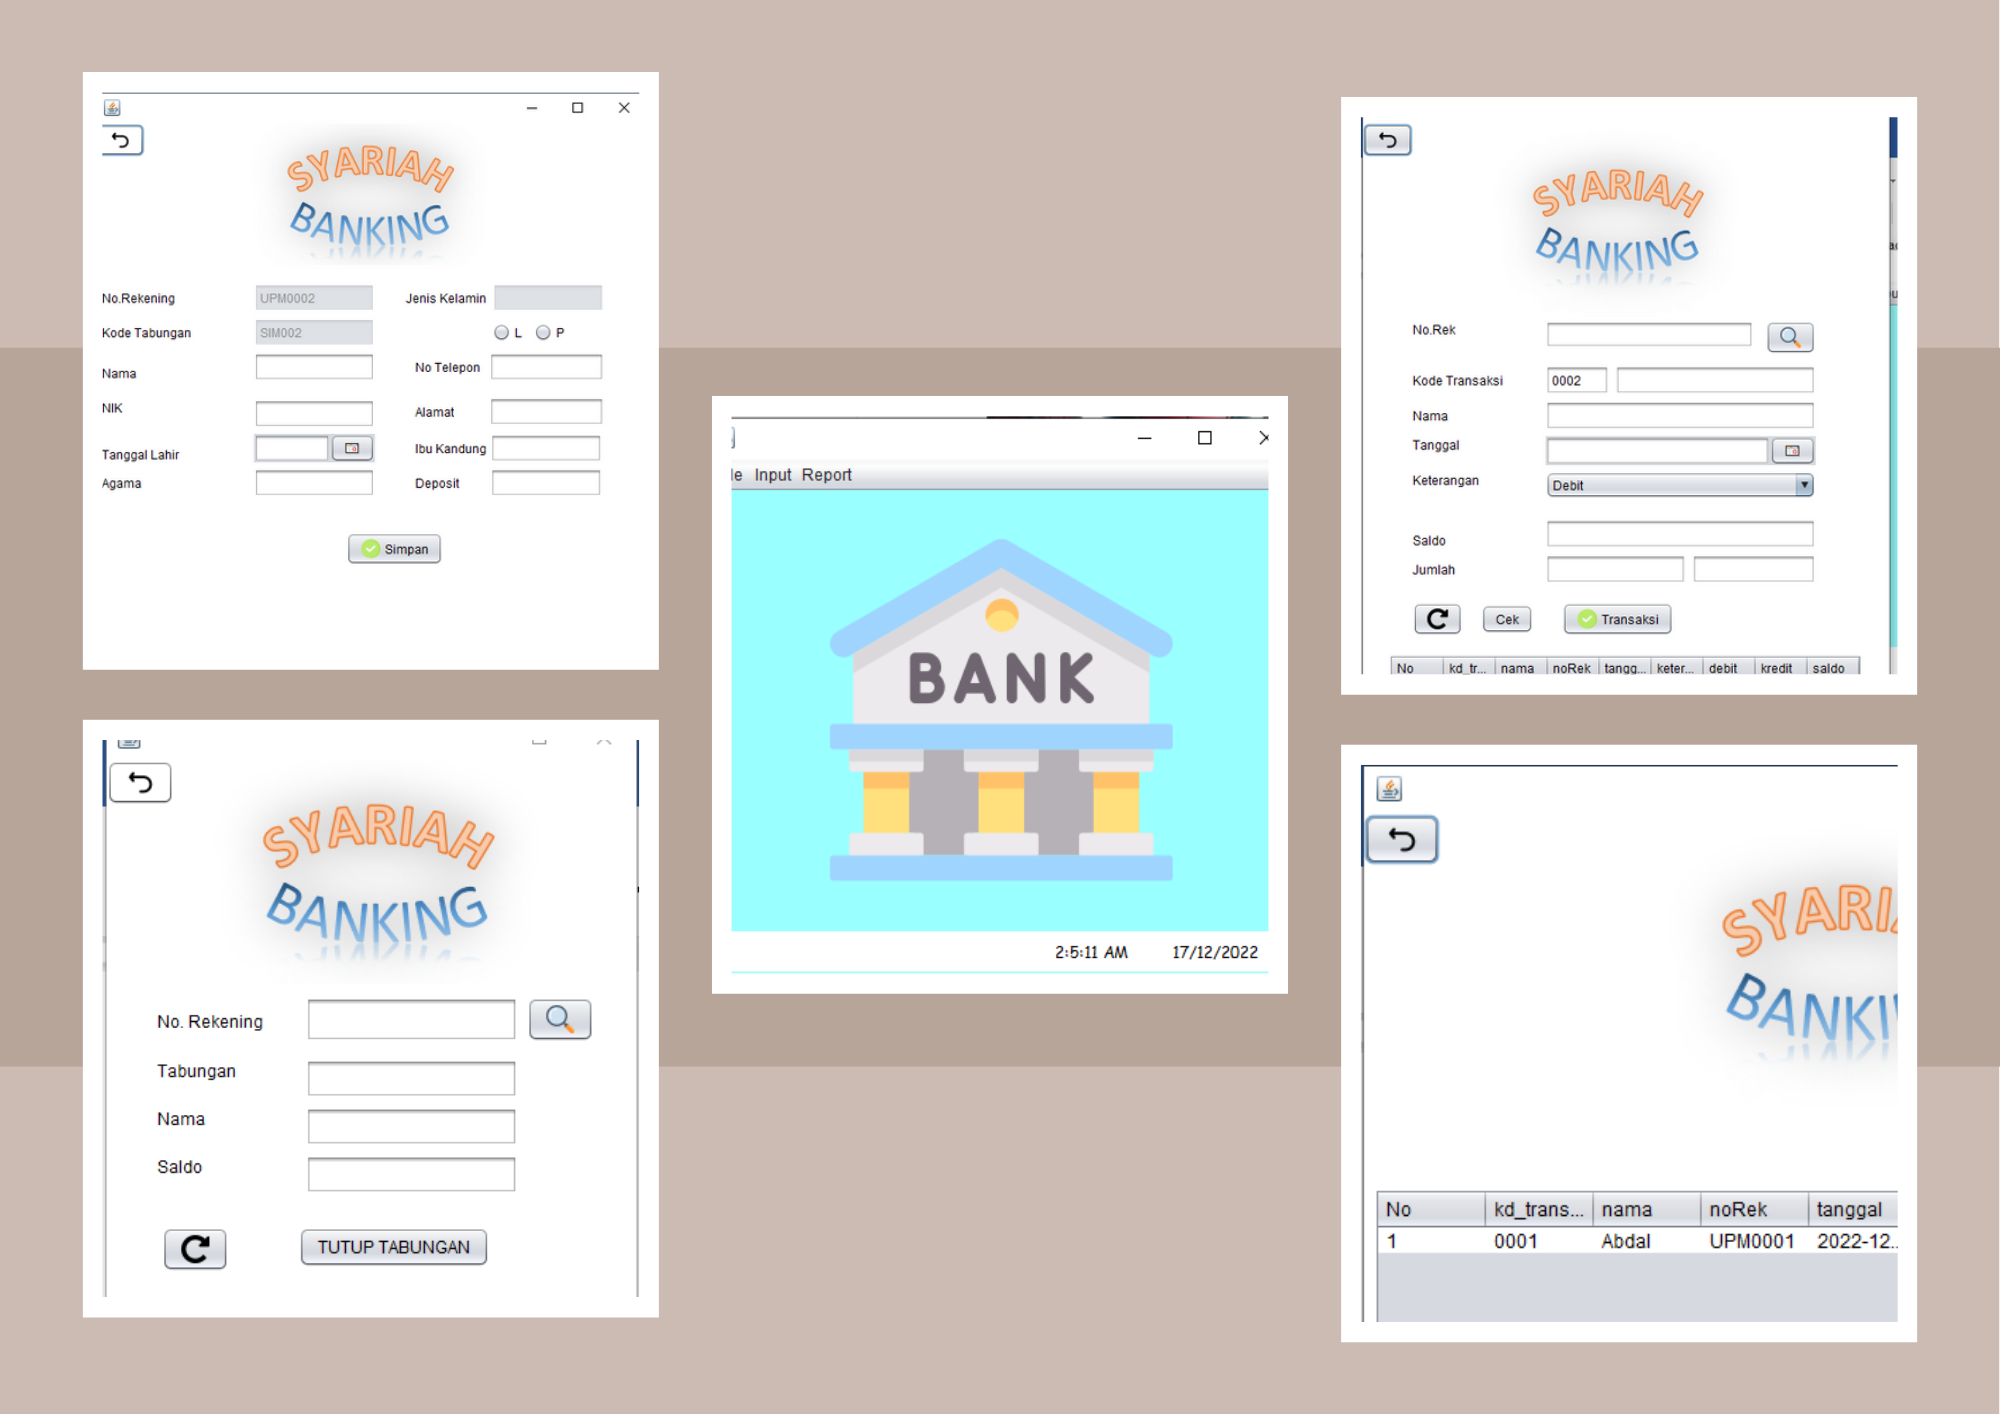 SYARIAH
BANKING
No.Rekening UPM0002 Jenis Kelamin
Kode Tabungan SIM002 L P
Nama No Telepon
NIK Alamat
Tanggal Lahir Ibu Kandung
Agama Deposit
Simpan
SYARIAH
BANKING
No. Rekening
Tabungan
Nama
Saldo
TUTUP TABUNGAN
le Input Report
BANK
2:5:11 AM 17/12/2022
SYARIAH
BANKING
No.Rek
Kode Transaksi 0002
Nama
Tanggal
Keterangan Debit
Saldo
Jumlah
Cek Transaksi
No kd_tr... nama noRek tangg... keter... debit kredit saldo
SYARIA
BANKI
No kd_trans... nama noRek tanggal
1 0001 Abdal UPM0001 2022-12...